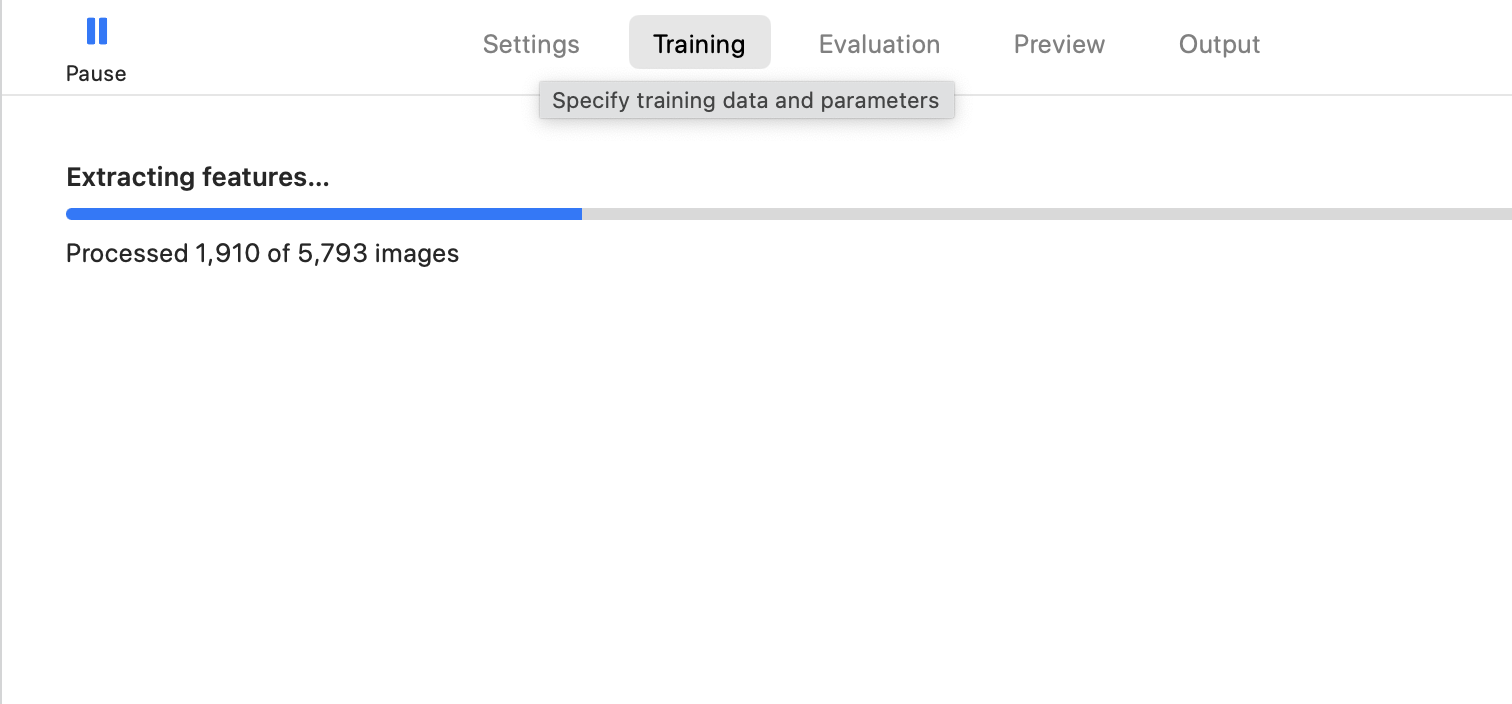 Settings Training Evaluation Preview Output
Pause
Specify training data and parameters
Extracting features...
Processed 1,910 of 5,793 images